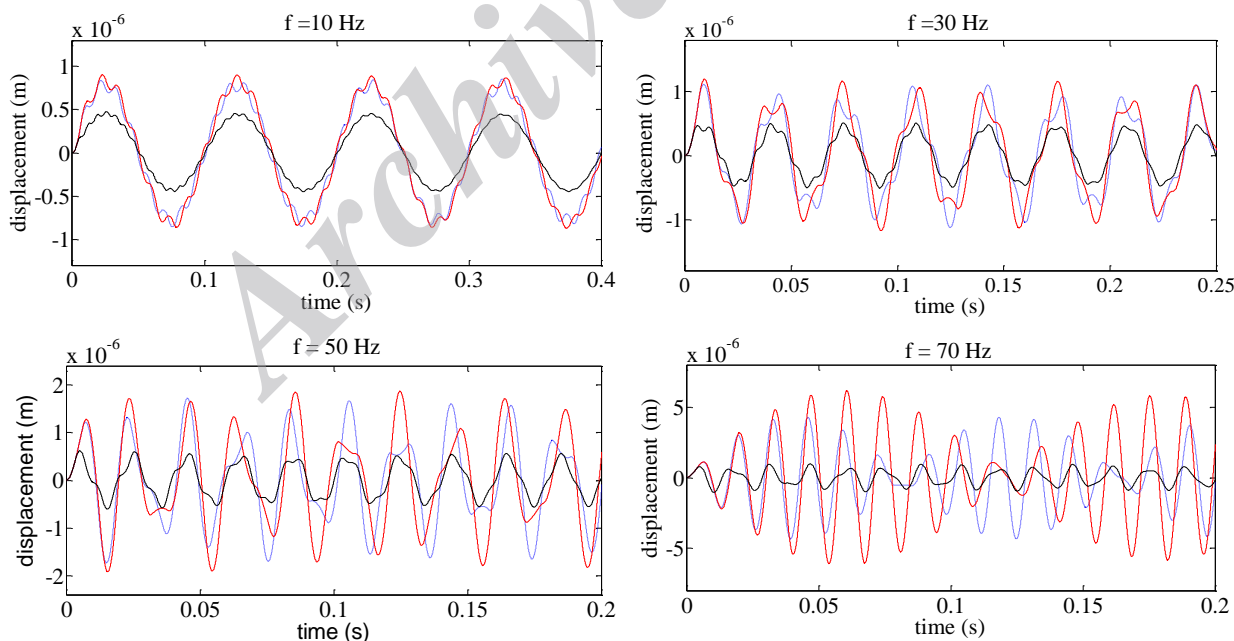 x 10^-6
f =10 Hz
1
0.5
0
-0.5
-1
displacement (m)
0 0.1 0.2 0.3 0.4
time (s)
x 10^-6
f =30 Hz
1
0
-1
displacement (m)
0 0.05 0.1 0.15 0.2 0.25
time (s)
x 10^-6
f = 50 Hz
2
1
0
-1
-2
displacement (m)
0 0.05 0.1 0.15 0.2
time (s)
x 10^-6
f = 70 Hz
5
0
-5
displacement (m)
0 0.05 0.1 0.15 0.2
time (s)
Archive